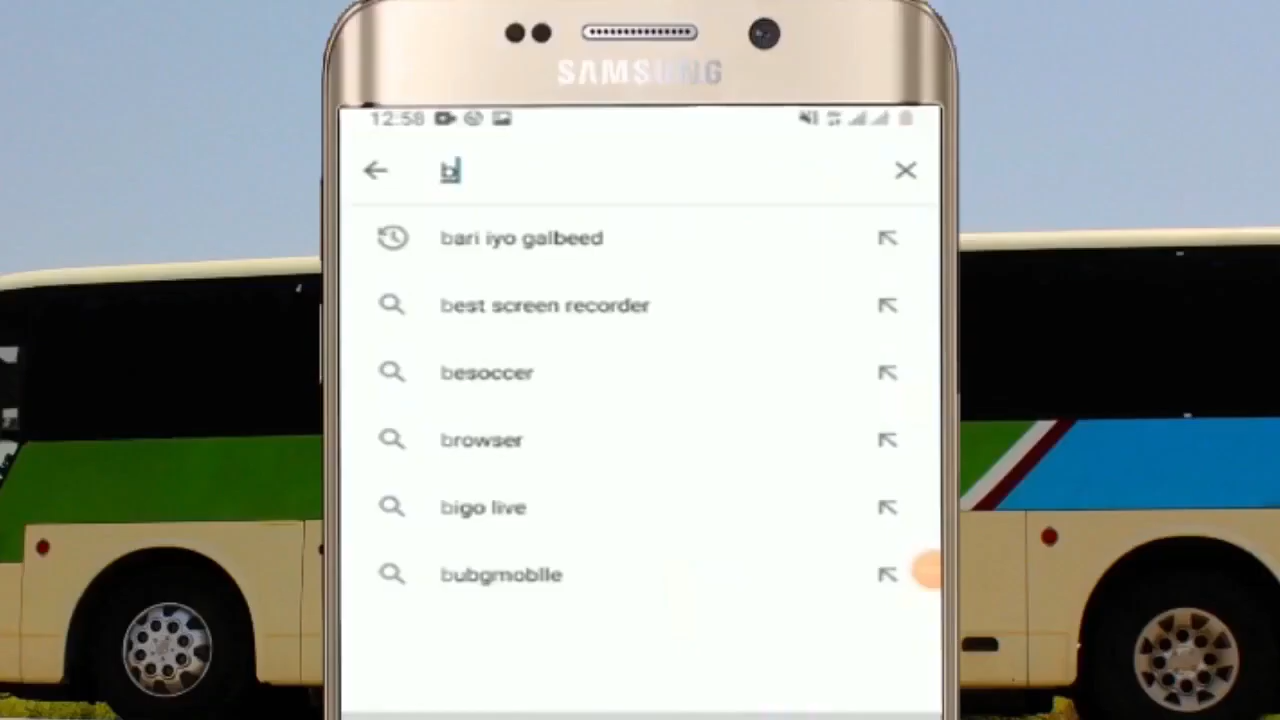 SAMSUNG
12:58
b
bari iyo galbeed
best screen recorder
besoccer
browser
bigo live
bubgmobile